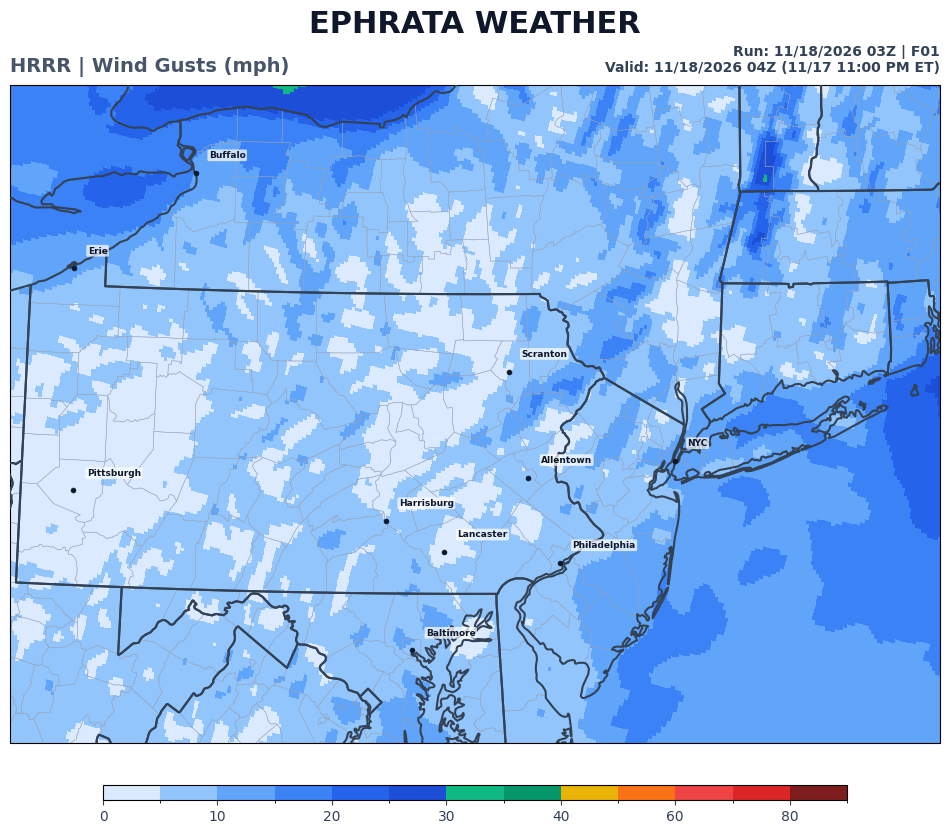 EPHRATA WEATHER
HRRR | Wind Gusts (mph)
Run: 11/18/2026 03Z | F01
Valid: 11/18/2026 04Z (11/17 11:00 PM ET)
Buffalo
Erie
Scranton
NYC
Allentown
Pittsburgh
Harrisburg
Lancaster
Philadelphia
Baltimore
0 10 20 30 40 50 60 70 80